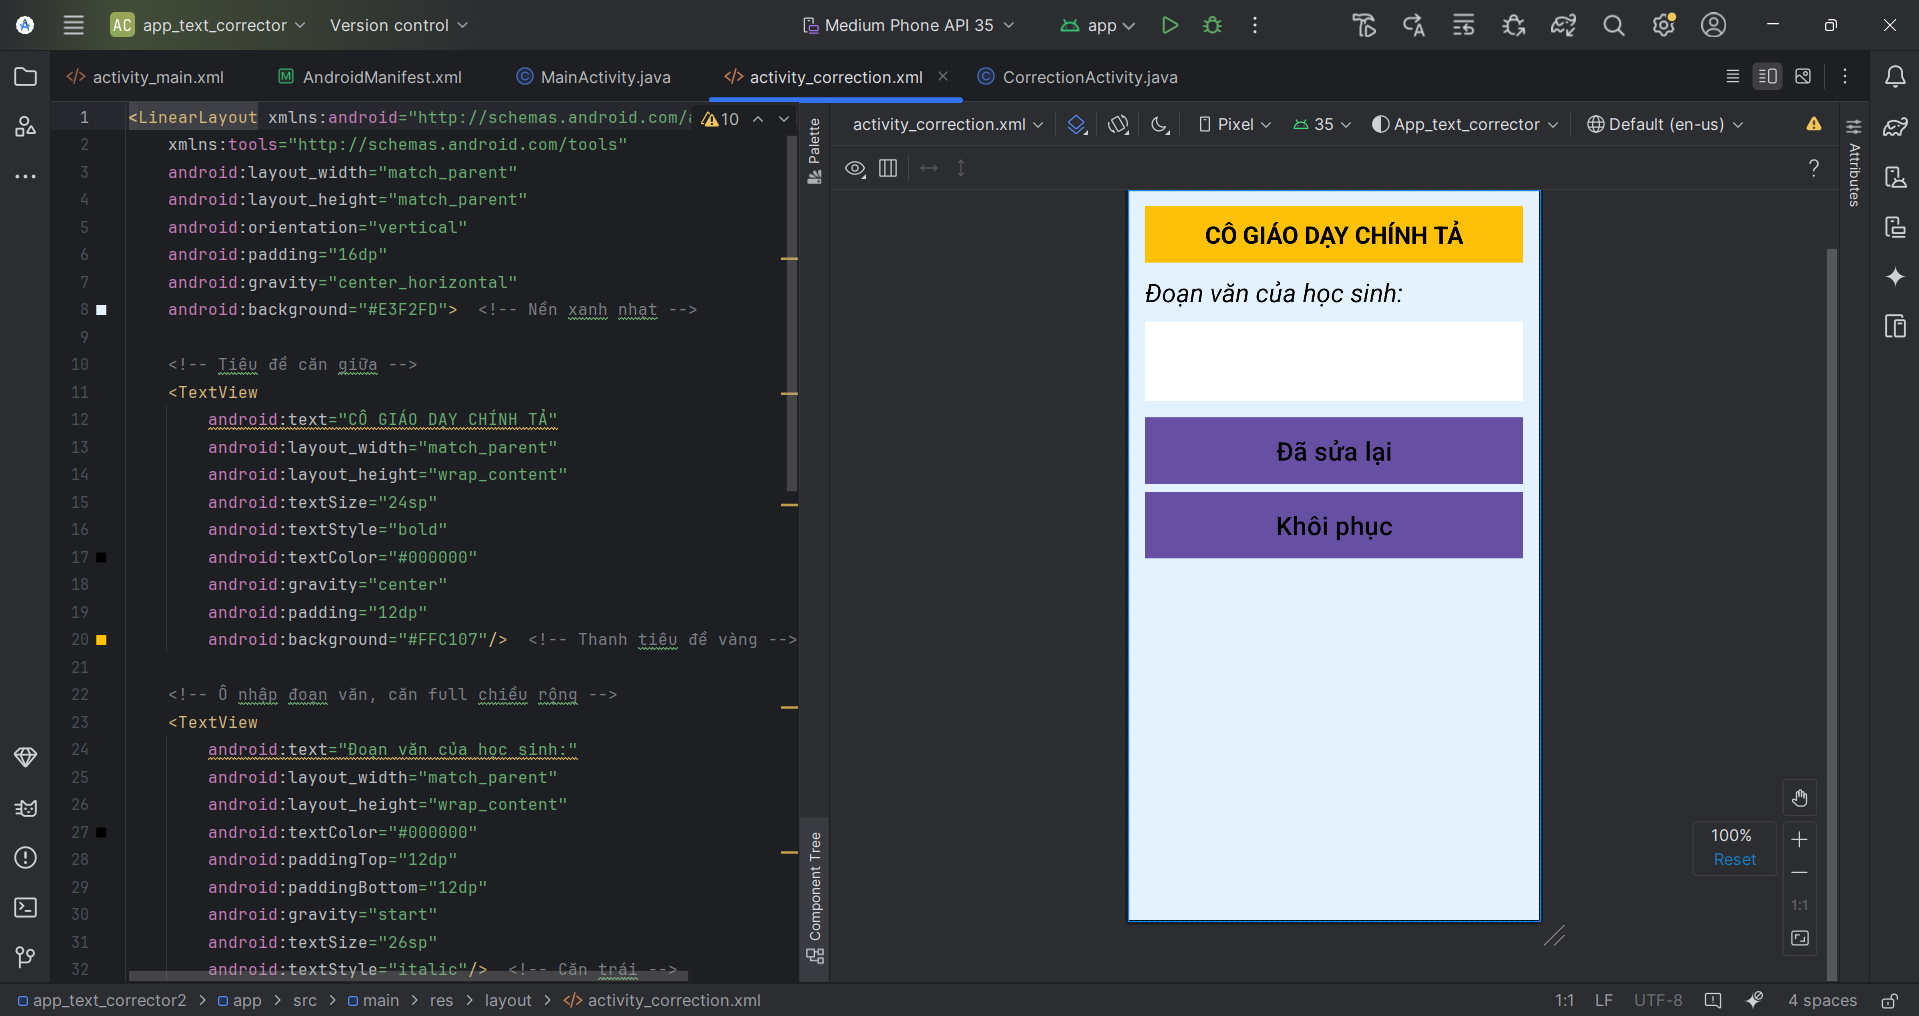 AC app_text_corrector Version control Medium Phone API 35 app
activity_main.xml AndroidManifest.xml MainActivity.java activity_correction.xml CorrectionActivity.java
1 <LinearLayout xmlns:android="http://schemas.android.com/a 10
2 xmlns:tools="http://schemas.android.com/tools"
3 android:layout_width="match_parent"
4 android:layout_height="match_parent"
5 android:orientation="vertical"
6 android:padding="16dp"
7 android:gravity="center_horizontal"
8 android:background="#E3F2FD"> <!-- Nền xanh nhạt -->
9
10 <!-- Tiêu đề căn giữa -->
11 <TextView
12 android:text="CÔ GIÁO DẠY CHÍNH TẢ"
13 android:layout_width="match_parent"
14 android:layout_height="wrap_content"
15 android:textSize="24sp"
16 android:textStyle="bold"
17 android:textColor="#000000"
18 android:gravity="center"
19 android:padding="12dp"
20 android:background="#FFC107"/> <!-- Thanh tiêu đề vàng -->
21
22 <!-- Ô nhập đoạn văn, căn full chiều rộng -->
23 <TextView
24 android:text="Đoạn văn của học sinh:"
25 android:layout_width="match_parent"
26 android:layout_height="wrap_content"
27 android:textColor="#000000"
28 android:paddingTop="12dp"
29 android:paddingBottom="12dp"
30 android:gravity="start"
31 android:textSize="26sp"
32 android:textStyle="italic"/> <!-- Căn trái -->
Palette
Component Tree
activity_correction.xml Pixel 35 App_text_corrector Default (en-us)
?
Attributes
CÔ GIÁO DẠY CHÍNH TẢ
Đoạn văn của học sinh:
Đã sửa lại
Khôi phục
100%
Reset
1:1
app_text_corrector2 > app > src > main > res > layout > activity_correction.xml 1:1 LF UTF-8 4 spaces